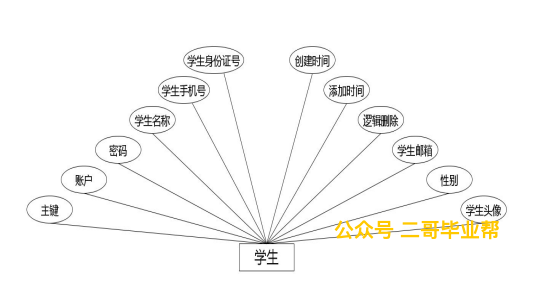 学生身份证号
创建时间
学生手机号
添加时间
学生名称
逻辑删除
密码
学生邮箱
账户
性别
主键
学生头像
公众号 二哥毕业帮
学生